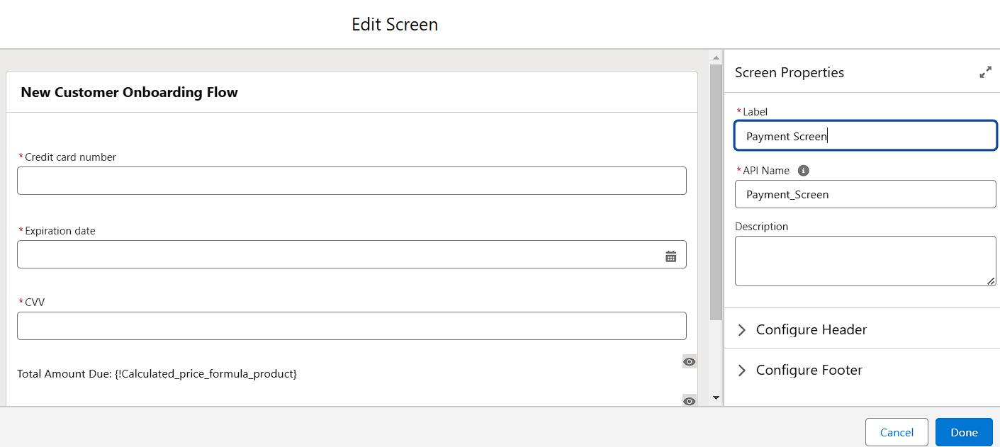 Edit Screen
New Customer Onboarding Flow
*Credit card number
*Expiration date
*CVV
Total Amount Due: {!Calculated_price_formula_product}
Screen Properties
*Label
Payment Screen
*API Name
Payment_Screen
Description
Configure Header
Configure Footer
Cancel
Done